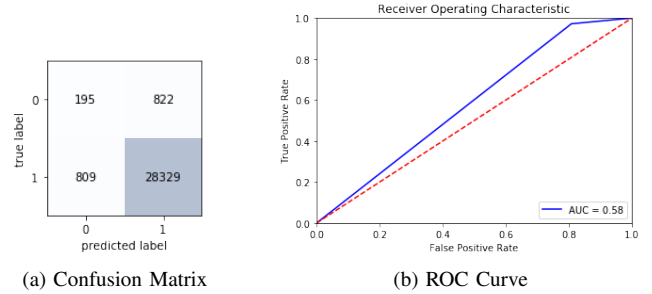 true label
0
195
822
1
809
28329
0
1
predicted label
(a) Confusion Matrix
Receiver Operating Characteristic
True Positive Rate
1.0
0.8
0.6
0.4
0.2
0.0
AUC = 0.58
0.0
0.2
0.4
0.6
0.8
1.0
False Positive Rate
(b) ROC Curve